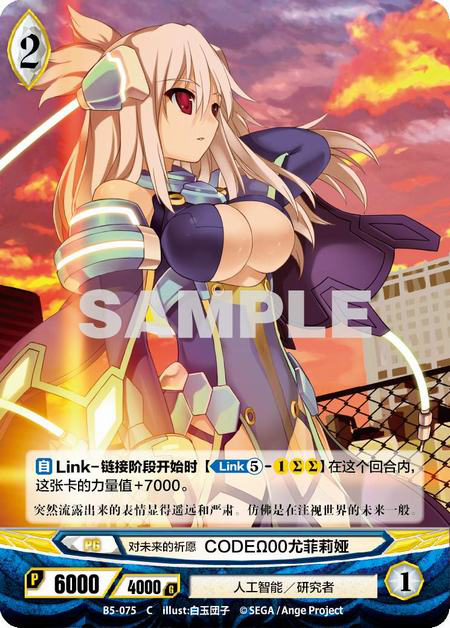 2
SAMPLE
自 Link-链接阶段开始时【Link 5 - 1ΣΣ】在这个回合内,
这张卡的力量值+7000。
突然流露出来的表情显得遥远和严肃。仿佛是在注视世界的未来一般。
PG 对未来的祈愿 CODEΩ00尤菲莉娅
P 6000 / 4000 G 人工智能／研究者 1
B5-075 C illust:白玉团子 ©SEGA / Ange Project